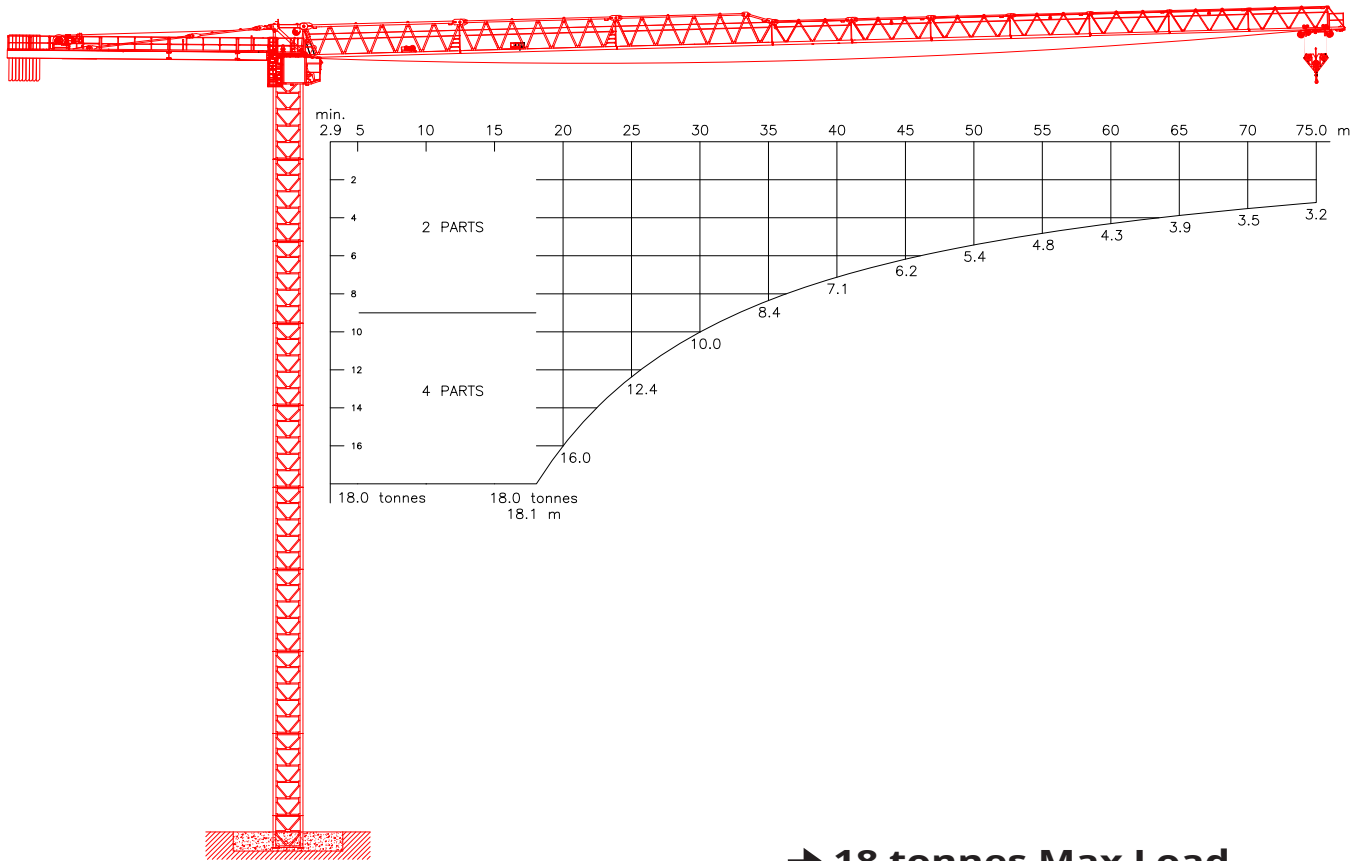 min.
2.9 5 10 15 20 25 30 35 40 45 50 55 60 65 70 75.0 m
2
4
2 PARTS
6
8
10
12
4 PARTS
14
16
3.2
3.5
3.9
4.3
4.8
5.4
6.2
7.1
8.4
10.0
12.4
16.0
18.0 tonnes
18.0 tonnes
18.1 m
➔ 18 tonnes Max Load